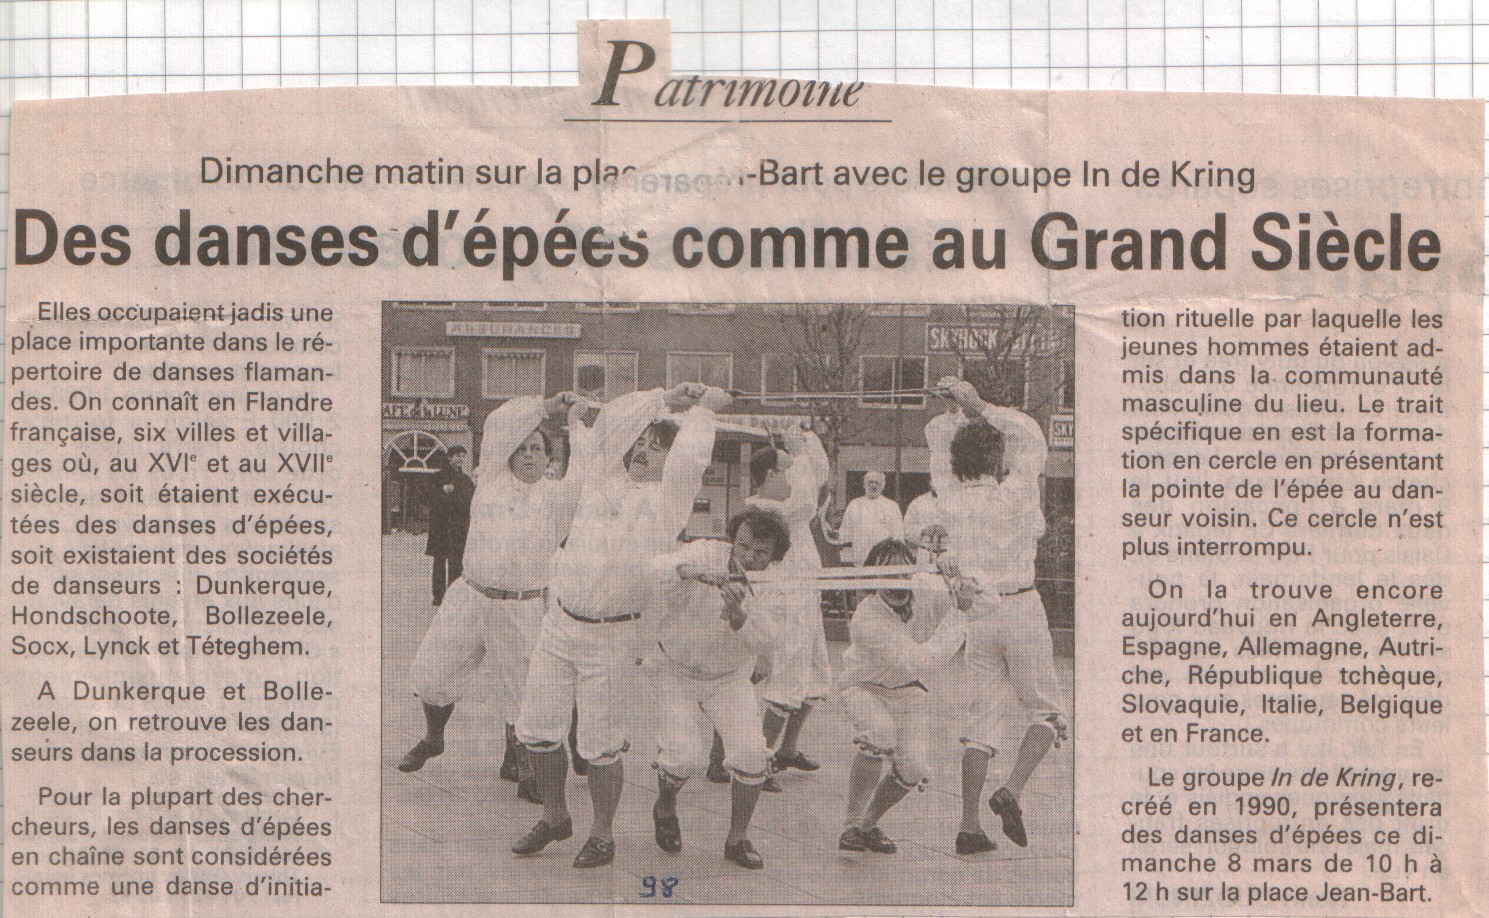 Patrimoine
Dimanche matin sur la place -Bart avec le groupe In de Kring
Des danses d'épées comme au Grand Siècle
Elles occupaient jadis une
place importante dans le ré-
pertoire de danses flaman-
des. On connaît en Flandre
française, six villes et villa-
ges où, au XVIe et au XVIIe
siècle, soit étaient exécu-
tées des danses d'épées,
soit existaient des sociétés
de danseurs : Dunkerque,
Hondschoote, Bollezeele,
Socx, Lynck et Téteghem.
A Dunkerque et Bolle-
zeele, on retrouve les dan-
seurs dans la procession.
Pour la plupart des cher-
cheurs, les danses d'épées
en chaîne sont considérées
comme une danse d'initia-
ASSURANCES
CAFE de la LUNE
SKYROCK
SKY
98
tion rituelle par laquelle les
jeunes hommes étaient ad-
mis dans la communauté
masculine du lieu. Le trait
spécifique en est la forma-
tion en cercle en présentant
la pointe de l'épée au dan-
seur voisin. Ce cercle n'est
plus interrompu.
On la trouve encore
aujourd'hui en Angleterre,
Espagne, Allemagne, Autri-
che, République tchèque,
Slovaquie, Italie, Belgique
et en France.
Le groupe In de Kring, re-
créé en 1990, présentera
des danses d'épées ce di-
manche 8 mars de 10 h à
12 h sur la place Jean-Bart.